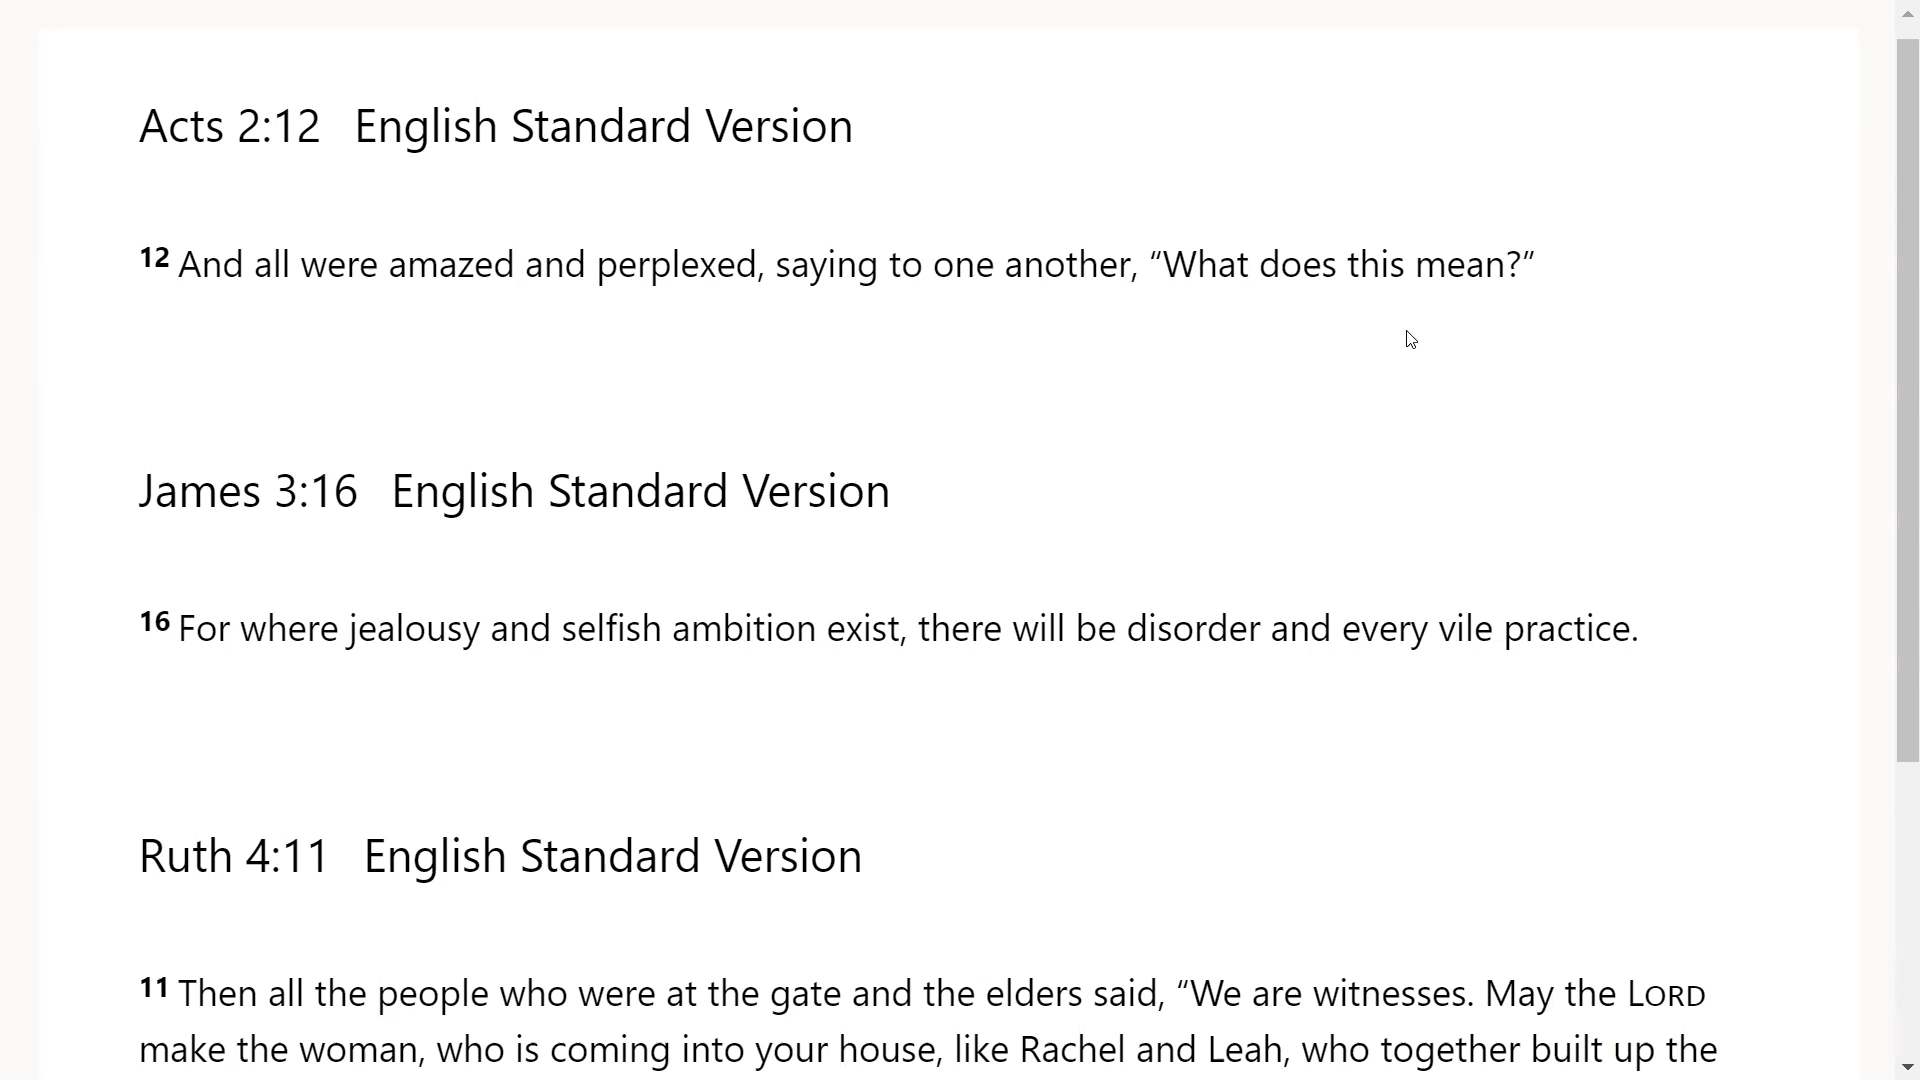 Acts 2:12 English Standard Version
12 And all were amazed and perplexed, saying to one another, “What does this mean?”
James 3:16 English Standard Version
16 For where jealousy and selfish ambition exist, there will be disorder and every vile practice.
Ruth 4:11 English Standard Version
11 Then all the people who were at the gate and the elders said, “We are witnesses. May the LORD
make the woman, who is coming into your house, like Rachel and Leah, who together built up the